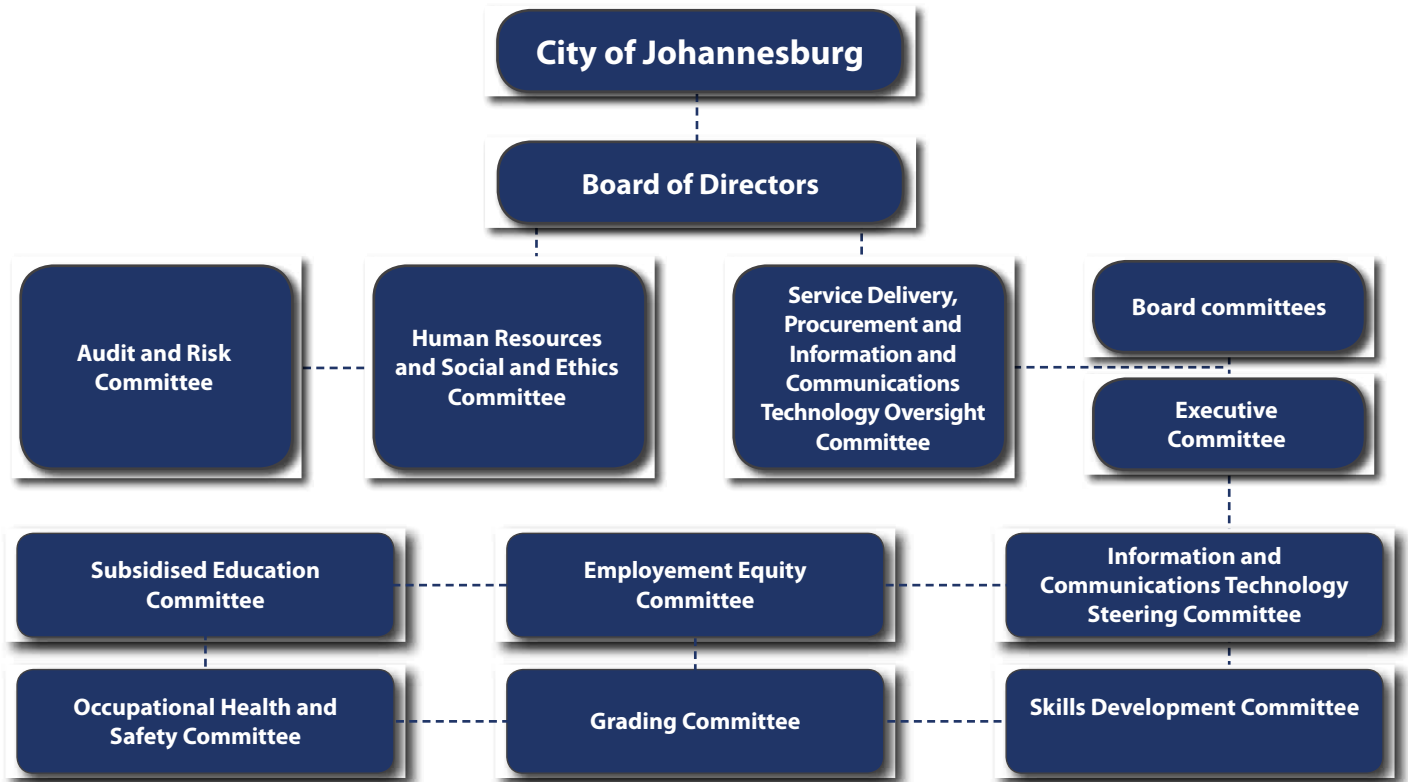 City of Johannesburg
Board of Directors
Audit and Risk
Committee
Human Resources
and Social and Ethics
Committee
Service Delivery,
Procurement and
Information and
Communications
Technology Oversight
Committee
Board committees
Executive
Committee
Subsidised Education
Committee
Employement Equity
Committee
Information and
Communications Technology
Steering Committee
Occupational Health and
Safety Committee
Grading Committee
Skills Development Committee